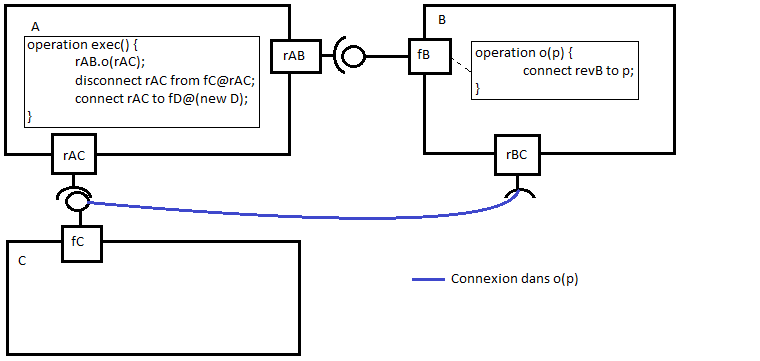 A
operation exec() {
rAB.o(rAC);
disconnect rAC from fC@rAC;
connect rAC to fD@(new D);
}
rAB
rAC
B
fB
operation o(p) {
connect revB to p;
}
rBC
fC
C
Connexion dans o(p)